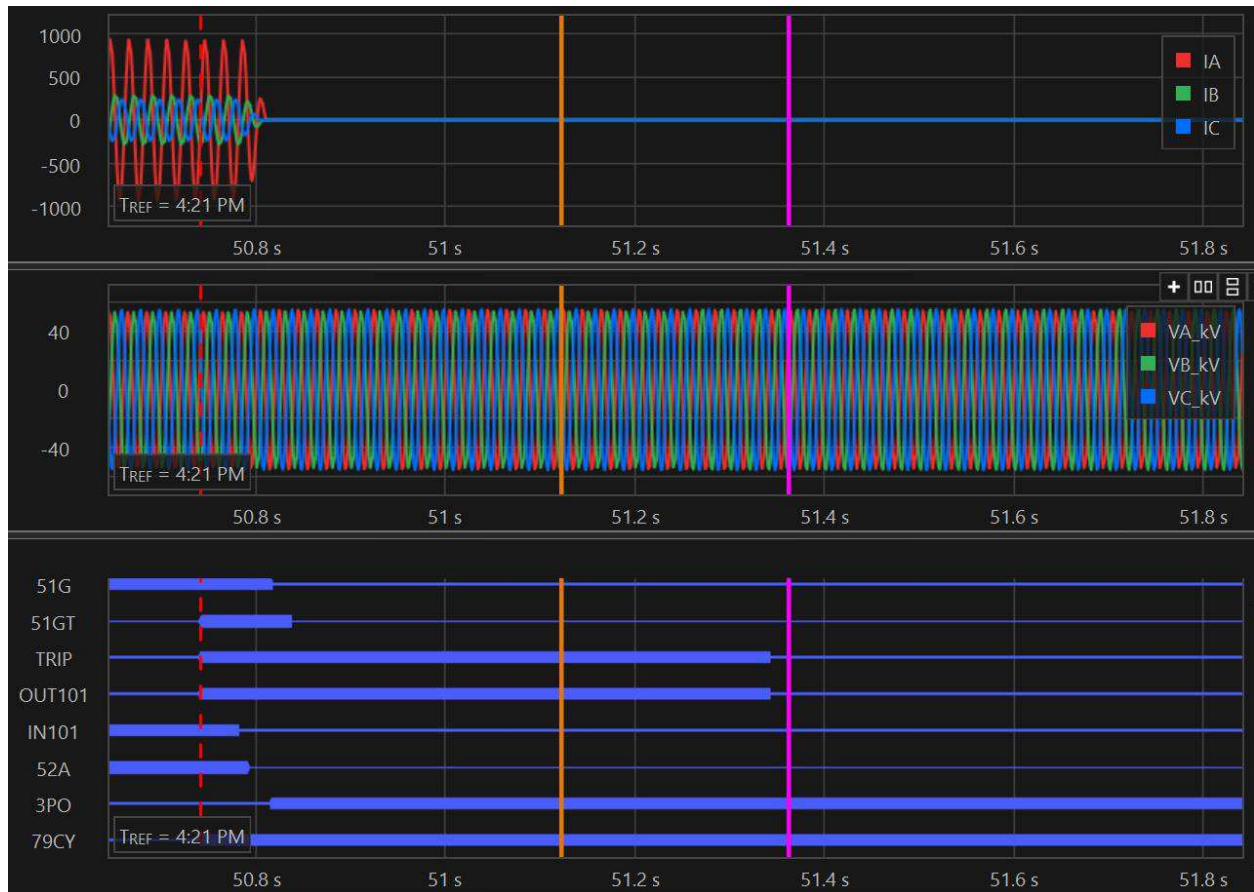 1000
500
0
-500
-1000
IA
IB
IC
TREF = 4:21 PM
50.8 s 51 s 51.2 s 51.4 s 51.6 s 51.8 s
40
0
-40
VA_kV
VB_kV
VC_kV
TREF = 4:21 PM
50.8 s 51 s 51.2 s 51.4 s 51.6 s 51.8 s
51G
51GT
TRIP
OUT101
IN101
52A
3PO
79CY
TREF = 4:21 PM
50.8 s 51 s 51.2 s 51.4 s 51.6 s 51.8 s